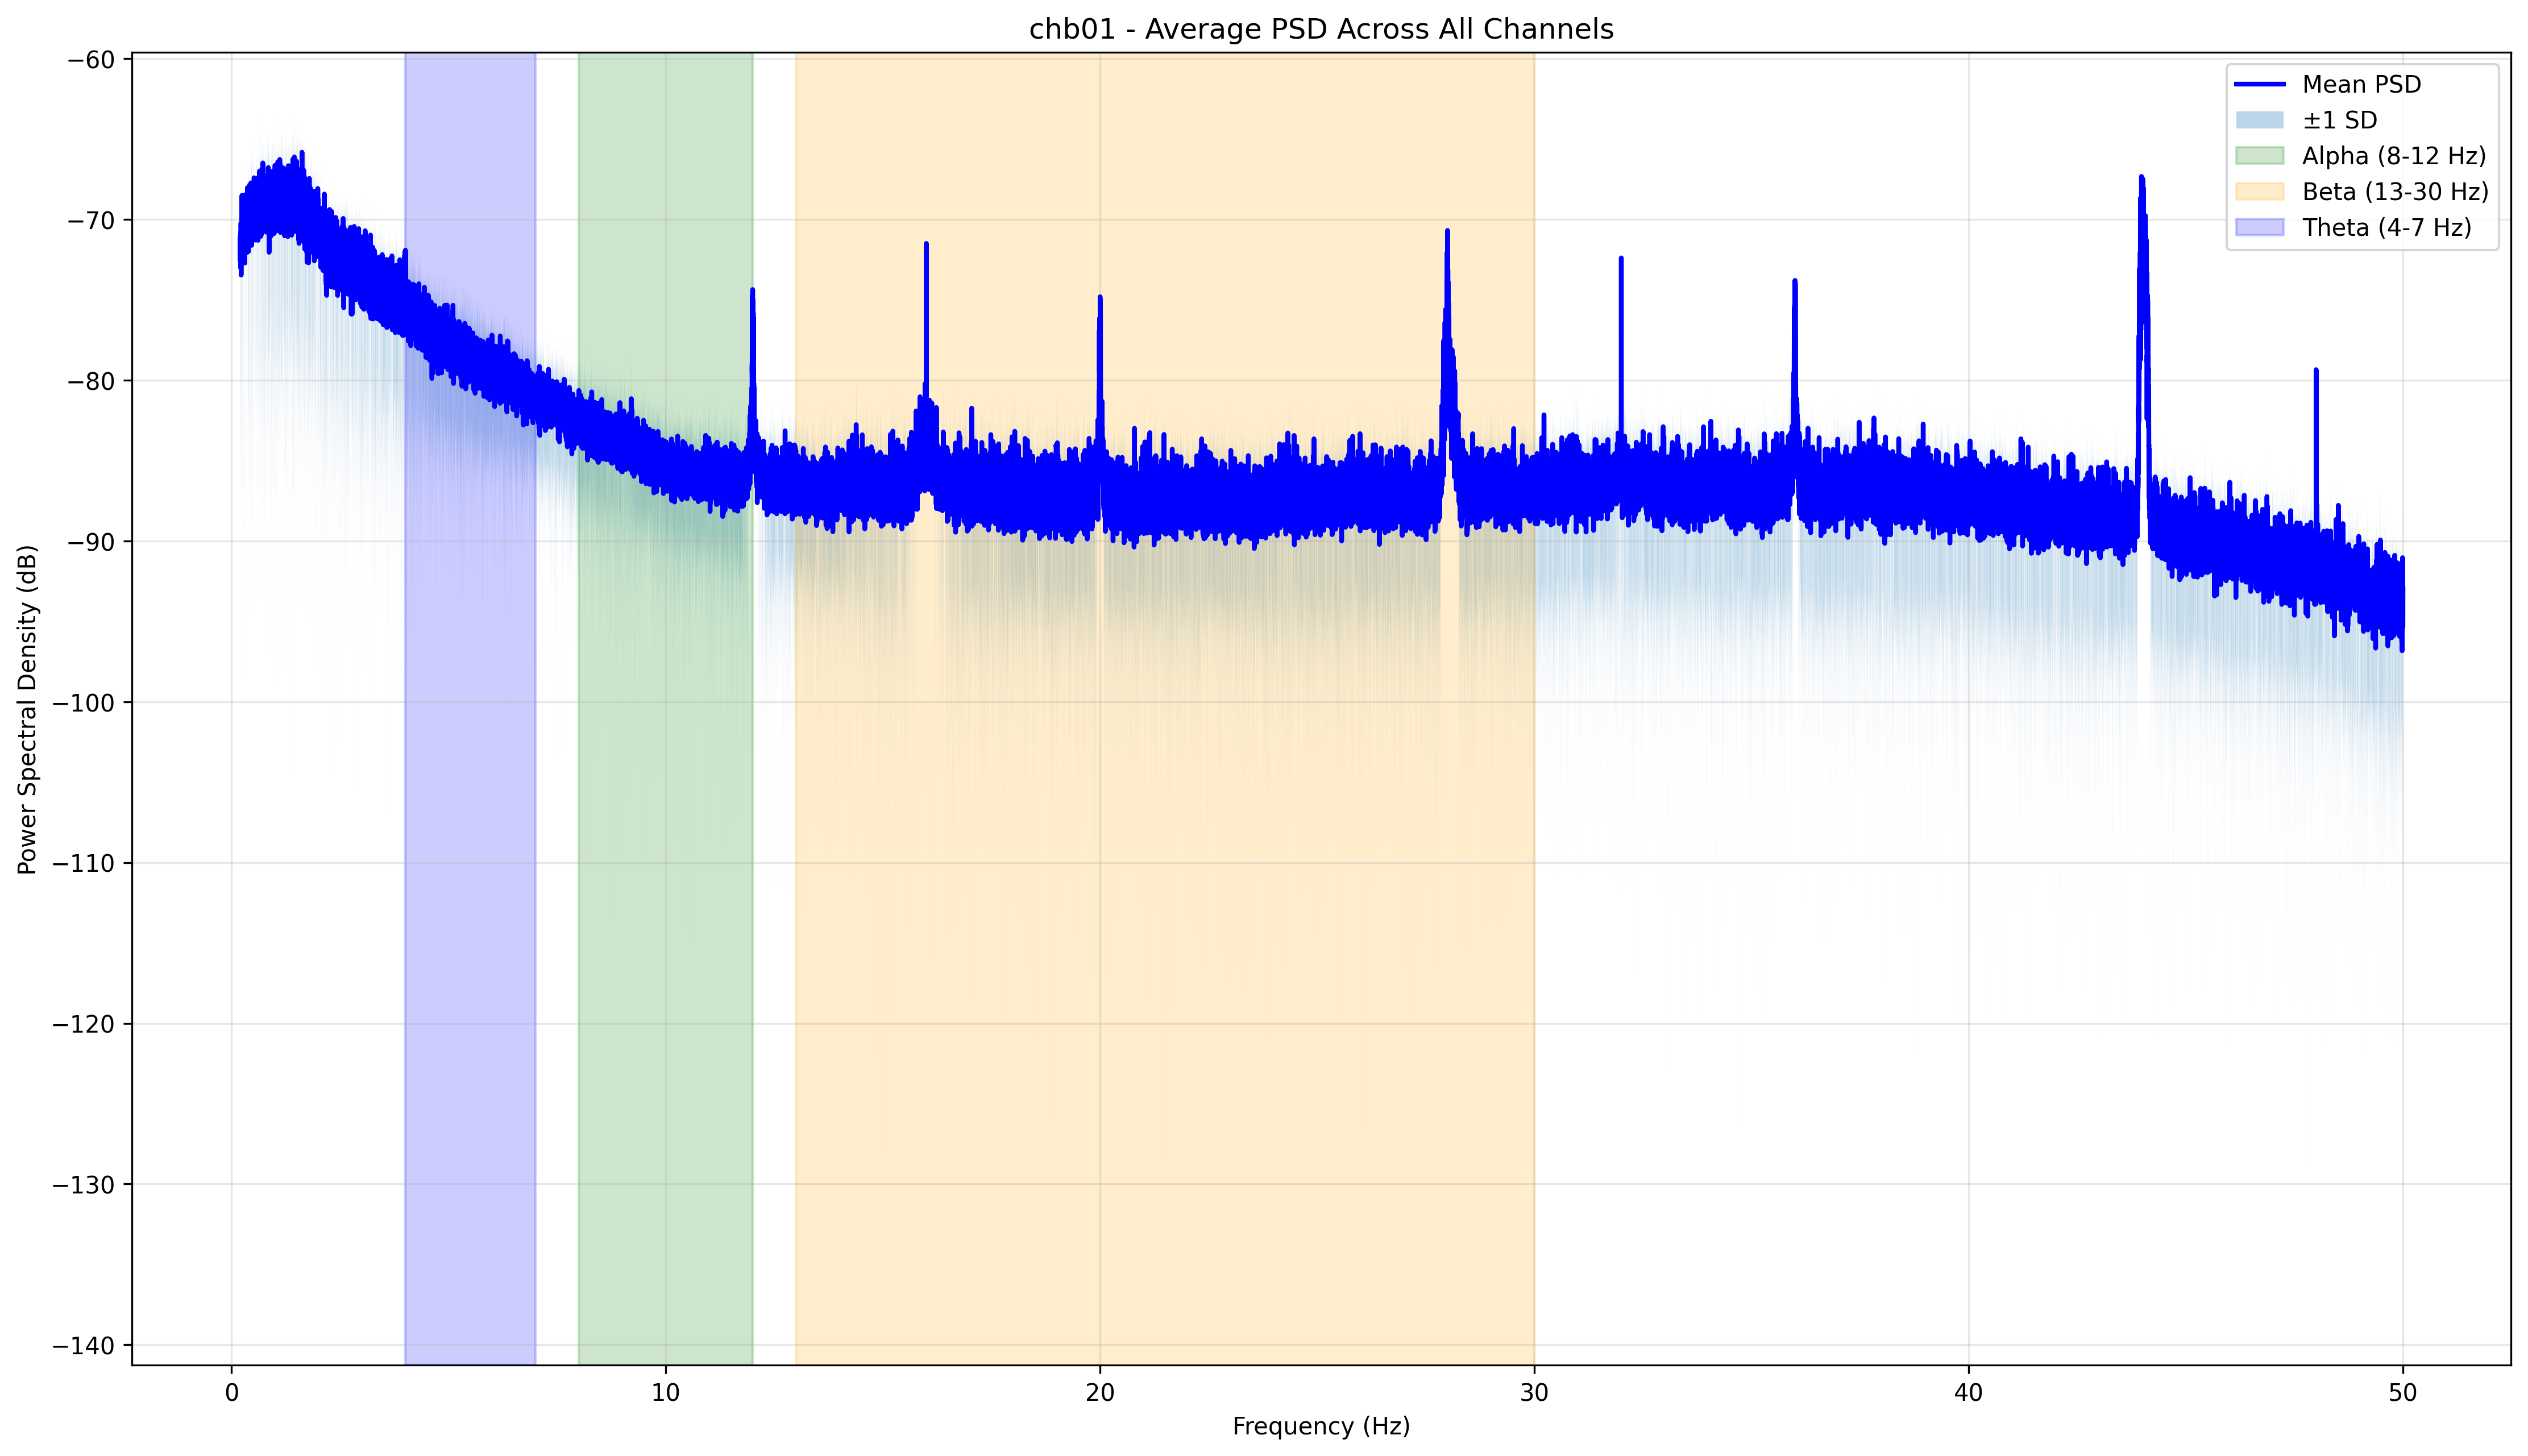 chb01 - Average PSD Across All Channels
Mean PSD
±1 SD
Alpha (8-12 Hz)
Beta (13-30 Hz)
Theta (4-7 Hz)
Power Spectral Density (dB)
−60
−70
−80
−90
−100
−110
−120
−130
−140
0
10
20
30
40
50
Frequency (Hz)